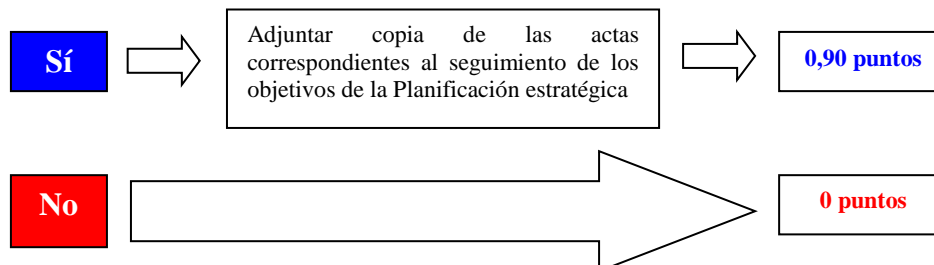 Sí
Adjuntar copia de las actas
correspondientes al seguimiento de los
objetivos de la Planificación estratégica
0,90 puntos
No
0 puntos